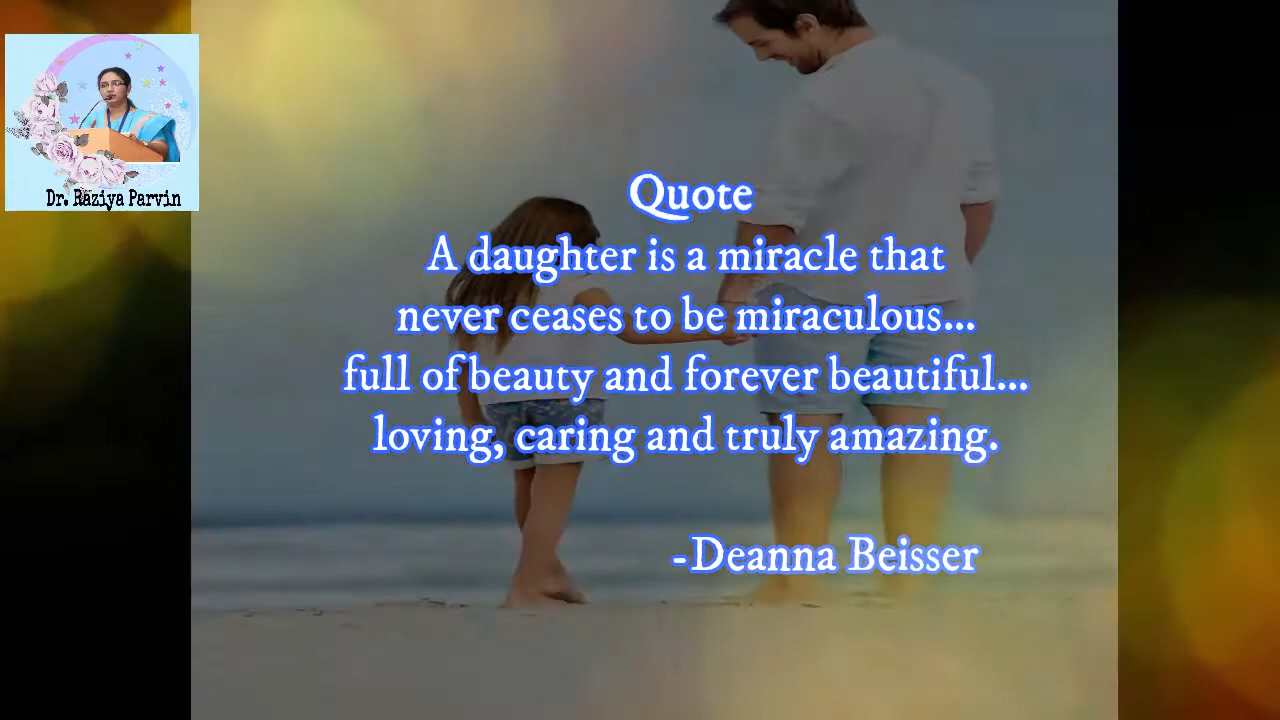 Dr. Raziya Parvin
Quote
A daughter is a miracle that
never ceases to be miraculous...
full of beauty and forever beautiful...
loving, caring and truly amazing.
-Deanna Beisser